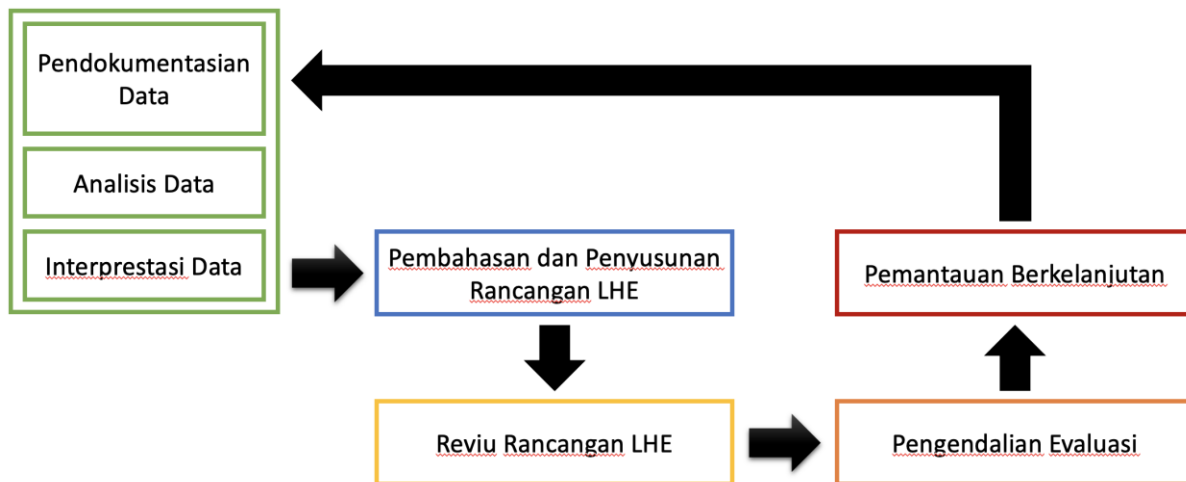 Pendokumentasian
Data
Analisis Data
Interprestasi Data
Pembahasan dan Penyusunan
Rancangan LHE
Reviu Rancangan LHE
Pengendalian Evaluasi
Pemantauan Berkelanjutan